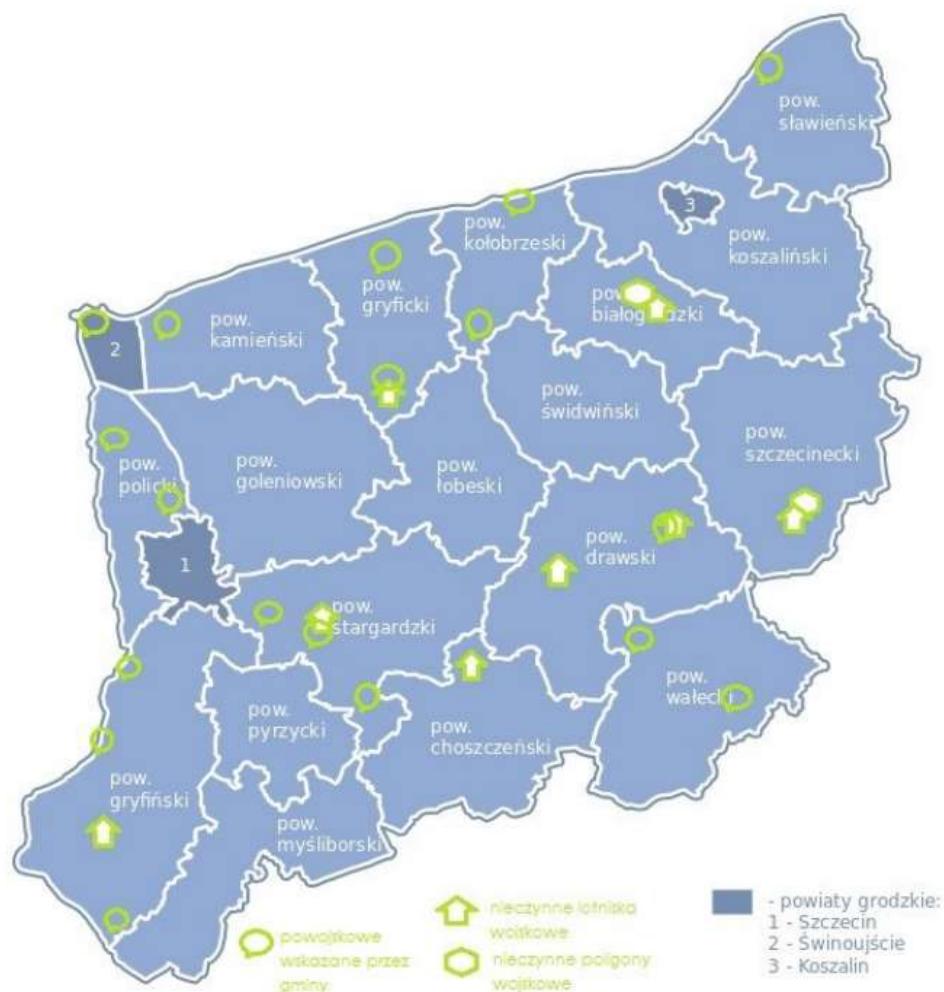 pow.
sławieński
3
pow.
kołobrzeski
pow.
koszaliński
pow.
gryficki
pow.
białogardzki
pow.
kamieński
2
pow.
świdwiński
pow.
szczecinecki
pow.
policki
pow.
goleniowski
pow.
łobeski
pow.
drawski
1
pow.
stargardzki
pow.
wałecki
pow.
pyrzycki
pow.
choszczeński
pow.
gryfiński
pow.
myśliborski
powojskowe
wskazane przez
gminy
nieczynne lotniska
wojskowe
nieczynne poligony
wojskowe
- powiaty grodzkie:
1 - Szczecin
2 - Świnoujście
3 - Koszalin